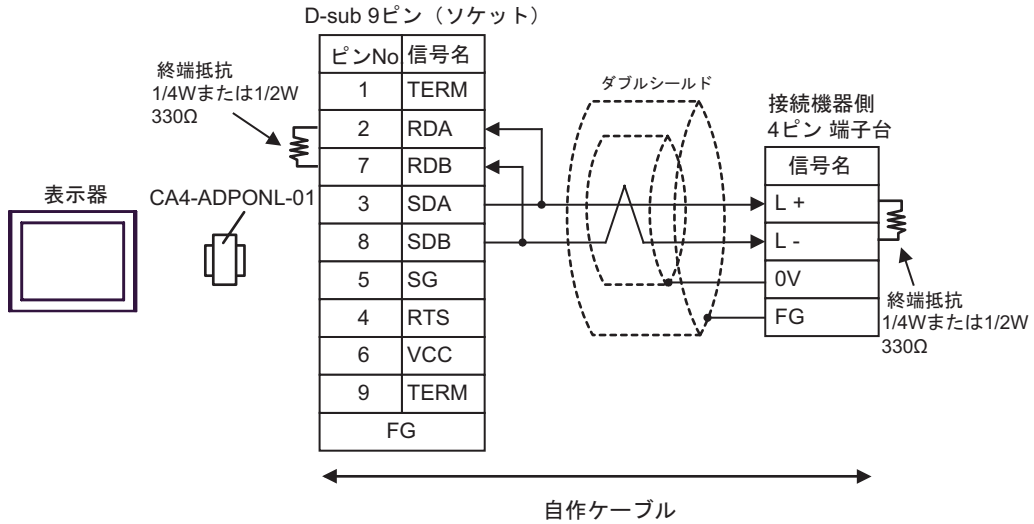 D-sub 9ピン（ソケット）
ピンNo. 信号名
1 TERM
2 RDA
7 RDB
3 SDA
8 SDB
5 SG
4 RTS
6 VCC
9 TERM
FG
終端抵抗
1/4Wまたは1/2W
330Ω
表示器
CA4-ADPONL-01
ダブルシールド
接続機器側
4ピン 端子台
信号名
L +
L -
0V
FG
終端抵抗
1/4Wまたは1/2W
330Ω
自作ケーブル